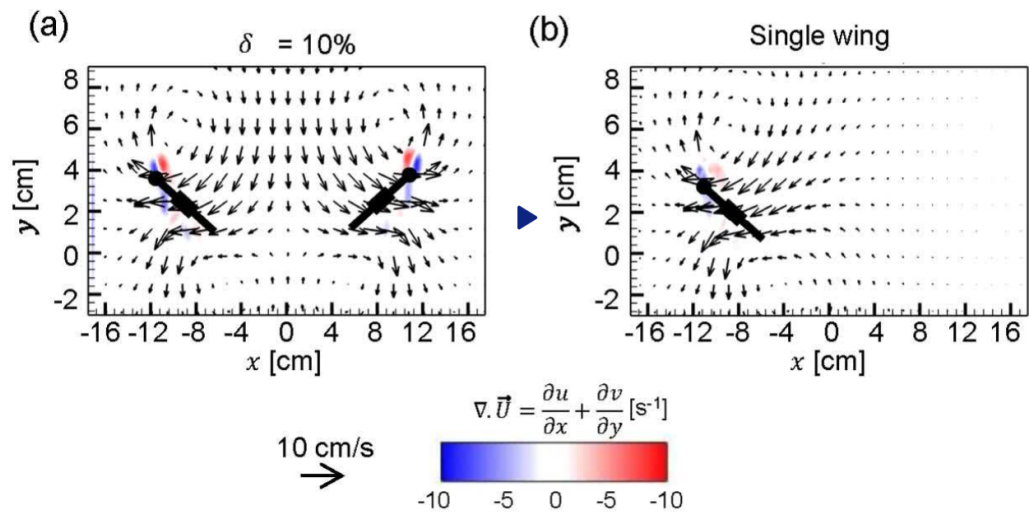 (a)
δ = 10%
(b)
Single wing
y [cm]
8
6
4
2
0
-2
-16 -12 -8 -4 0 4 8 12 16
x [cm]
y [cm]
8
6
4
2
0
-2
-16 -12 -8 -4 0 4 8 12 16
x [cm]
10 cm/s
∇.U⃗ = ∂u/∂x + ∂v/∂y [s⁻¹]
-10 -5 0 -5 -10